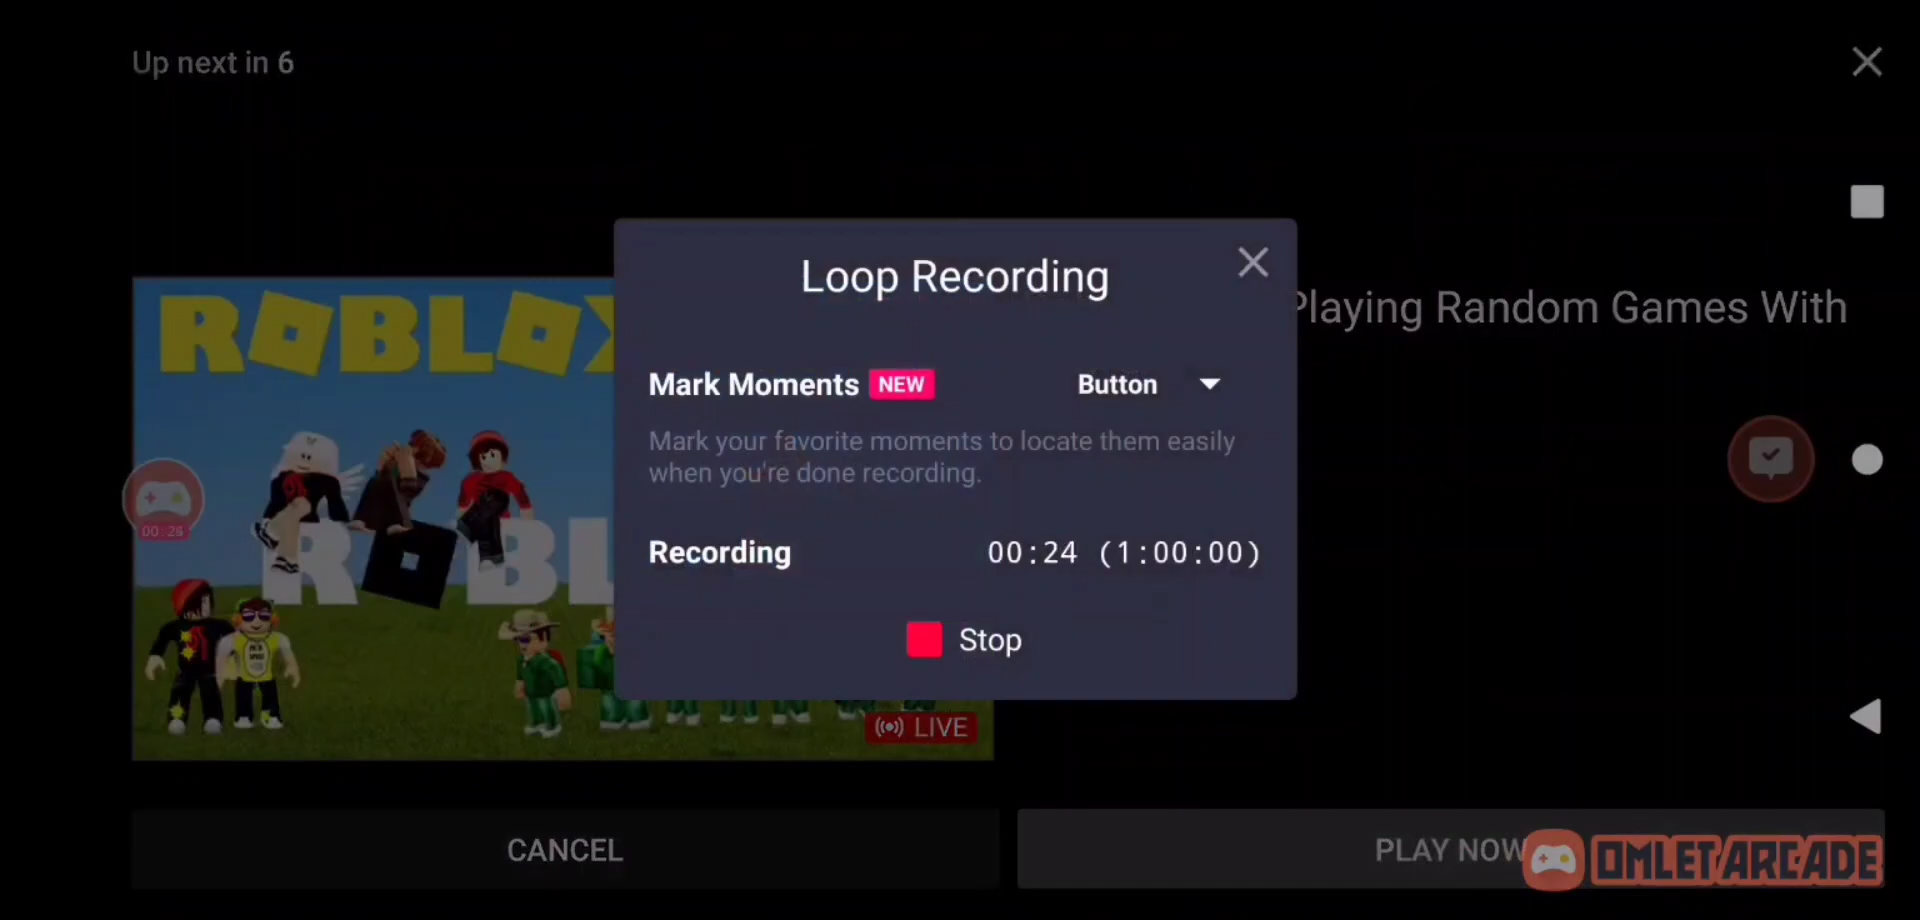 Up next in 6
ROBLOX
Loop Recording
Playing Random Games With
Mark Moments NEW
Button
Mark your favorite moments to locate them easily
when you're done recording.
00:26
Recording
00:24 (1:00:00)
Stop
LIVE
CANCEL
PLAY NOW
OMLET ARCADE